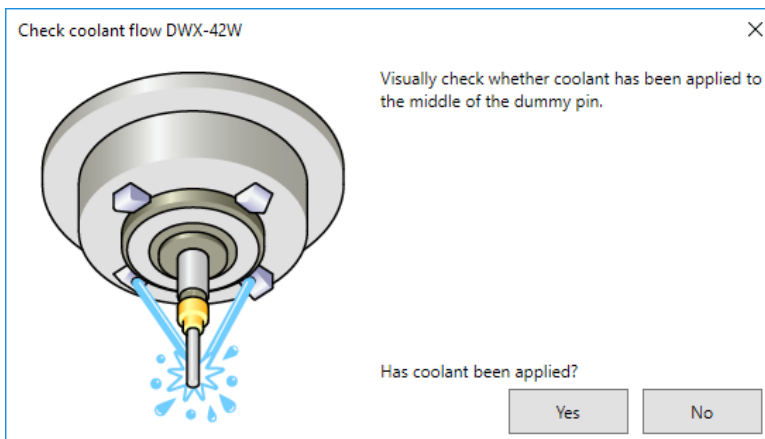 Check coolant flow DWX-42W
Visually check whether coolant has been applied to
the middle of the dummy pin.
Has coolant been applied?
Yes
No